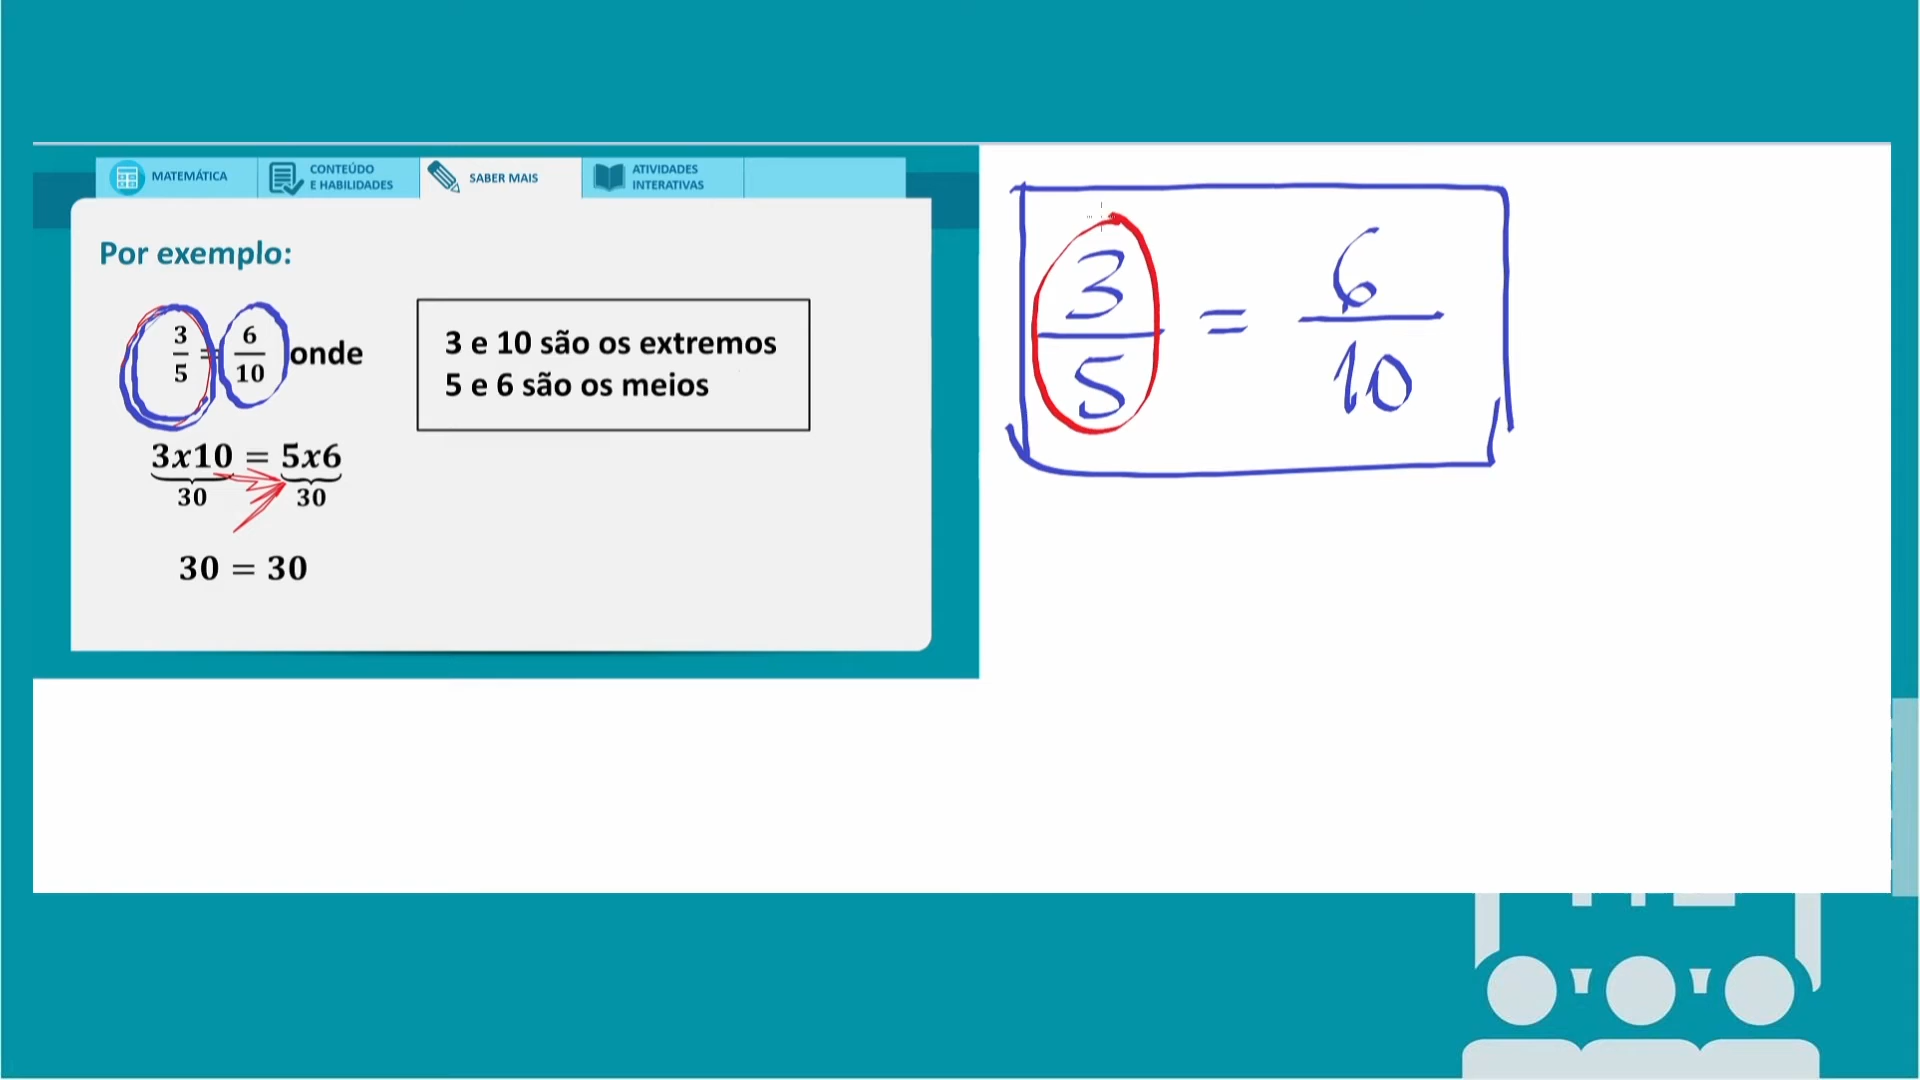 MATEMÁTICA
CONTEÚDO
E HABILIDADES
SABER MAIS
ATIVIDADES
INTERATIVAS
Por exemplo:
3/5 = 6/10 onde
3 e 10 são os extremos
5 e 6 são os meios
3x10 = 5x6
30 30
30 = 30
3/5 = 6/10